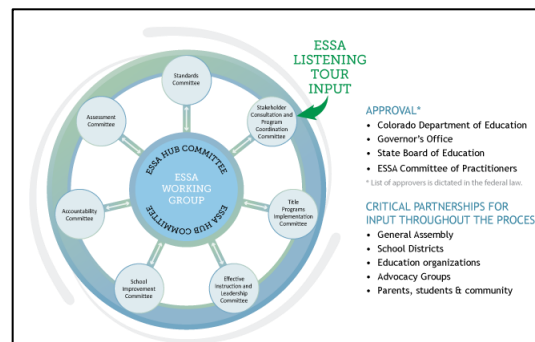 ESSA
LISTENING
TOUR
INPUT
Standards
Committee
Assessment
Committee
Stakeholder
Consultation and
Program
Coordination
Committee
ESSA HUB COMMITTEE
ESSA
WORKING
GROUP
ESSA HUB COMMITTEE
Accountability
Committee
Title
Programs
Implementation
Committee
School
Improvement
Committee
Effective
Instruction and
Leadership
Committee
APPROVAL*
• Colorado Department of Education
• Governor's Office
• State Board of Education
• ESSA Committee of Practitioners
* List of approvers is dictated in the federal law.
CRITICAL PARTNERSHIPS FOR
INPUT THROUGHOUT THE PROCES
• General Assembly
• School Districts
• Education organizations
• Advocacy Groups
• Parents, students & community